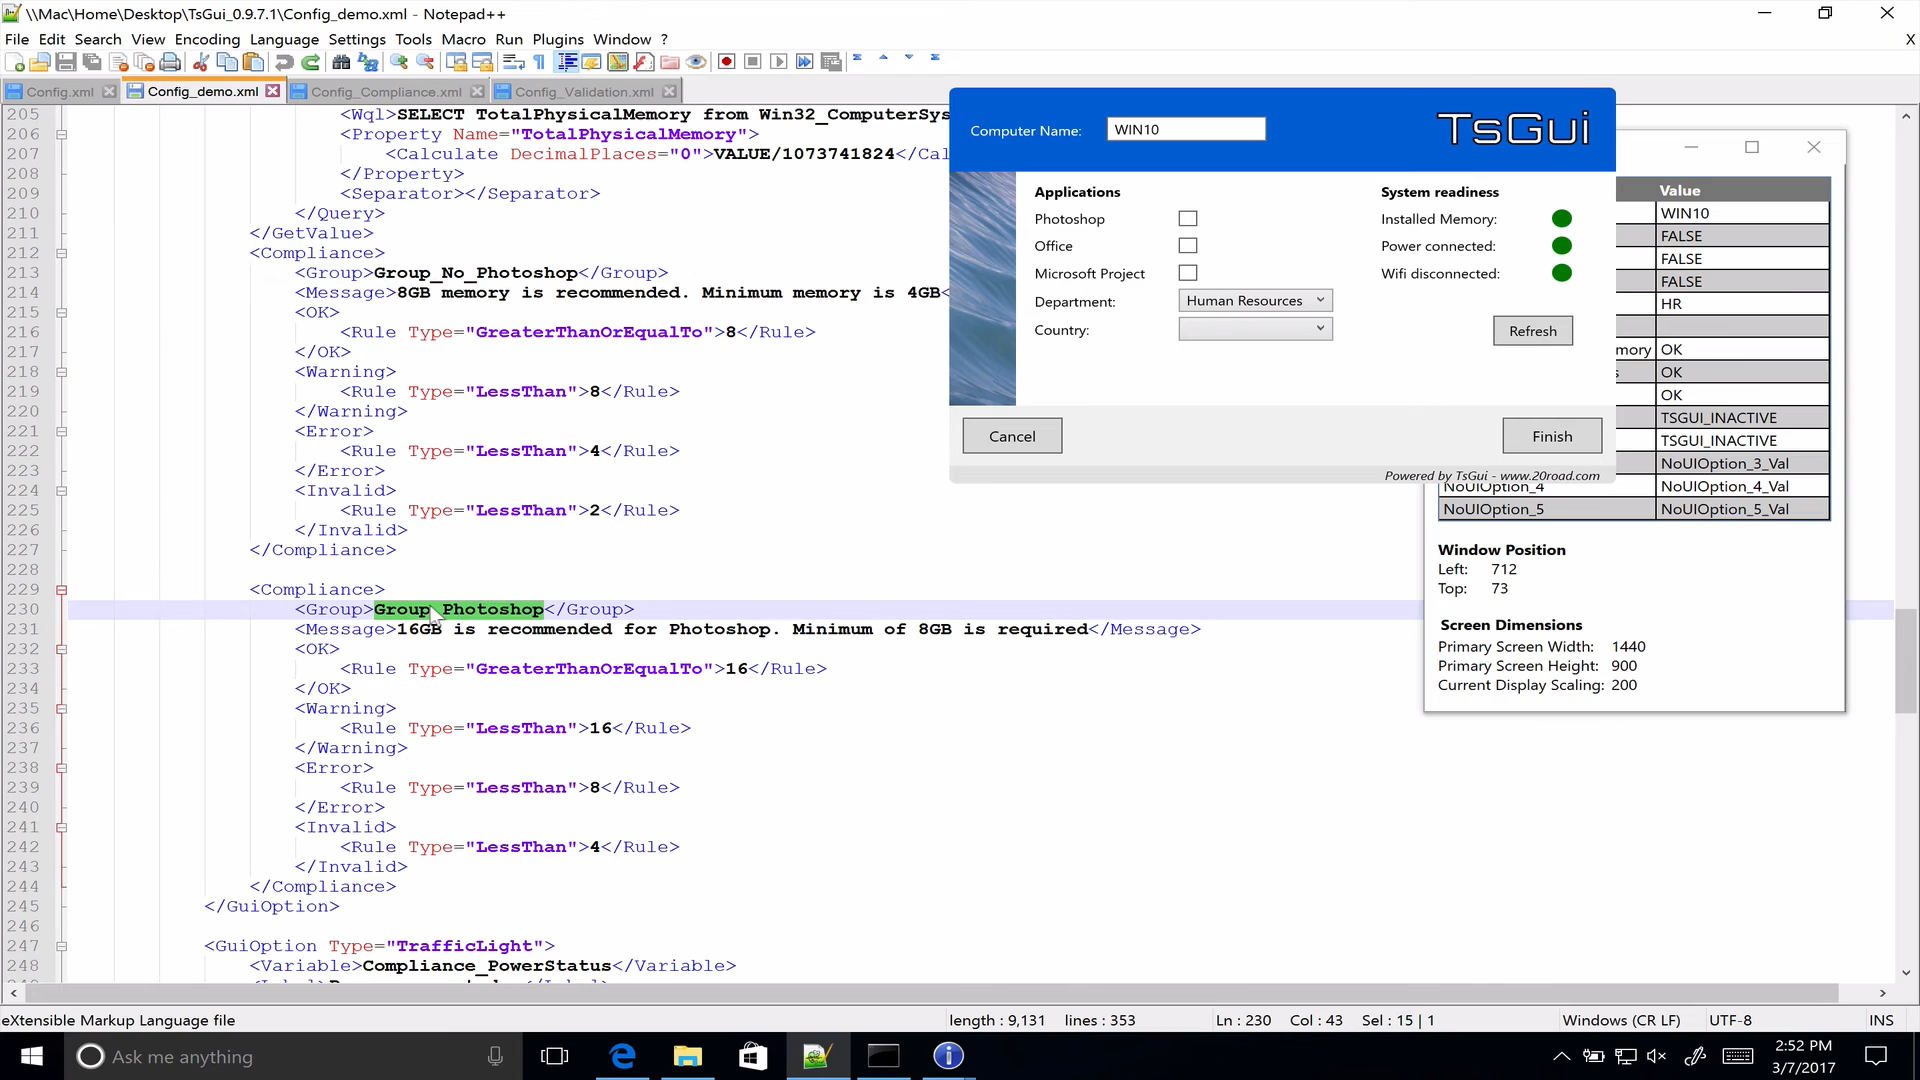 \\Mac\Home\Desktop\TsGui_0.9.7.1\Config_demo.xml - Notepad++
File Edit Search View Encoding Language Settings Tools Macro Run Plugins Window ?
X
Config.xml Config_demo.xml Config_Compliance.xml Config_Validation.xml
205 <Wql>SELECT TotalPhysicalMemory from Win32_ComputerSys
206 <Property Name="TotalPhysicalMemory">
207 <Calculate DecimalPlaces="0">VALUE/1073741824</Cal
208 </Property>
209 <Separator></Separator>
210 </Query>
211 </GetValue>
212 <Compliance>
213 <Group>Group_No_Photoshop</Group>
214 <Message>8GB memory is recommended. Minimum memory is 4GB<
215 <OK>
216 <Rule Type="GreaterThanOrEqualTo">8</Rule>
217 </OK>
218 <Warning>
219 <Rule Type="LessThan">8</Rule>
220 </Warning>
221 <Error>
222 <Rule Type="LessThan">4</Rule>
223 </Error>
224 <Invalid>
225 <Rule Type="LessThan">2</Rule>
226 </Invalid>
227 </Compliance>
228
229 <Compliance>
230 <Group>Group_Photoshop</Group>
231 <Message>16GB is recommended for Photoshop. Minimum of 8GB is required</Message>
232 <OK>
233 <Rule Type="GreaterThanOrEqualTo">16</Rule>
234 </OK>
235 <Warning>
236 <Rule Type="LessThan">16</Rule>
237 </Warning>
238 <Error>
239 <Rule Type="LessThan">8</Rule>
240 </Error>
241 <Invalid>
242 <Rule Type="LessThan">4</Rule>
243 </Invalid>
244 </Compliance>
245 </GuiOption>
246
247 <GuiOption Type="TrafficLight">
248 <Variable>Compliance_PowerStatus</Variable>
Computer Name: WIN10 TsGui
Applications System readiness
Photoshop Installed Memory:
Office Power connected:
Microsoft Project Wifi disconnected:
Department: Human Resources
Country: Refresh
Cancel Finish
Powered by TsGui - www.20road.com
Value
WIN10
FALSE
FALSE
FALSE
HR
mory OK
s OK
OK
TSGUI_INACTIVE
TSGUI_INACTIVE
NoUIOption_3_Val
NoUIOption_4 NoUIOption_4_Val
NoUIOption_5 NoUIOption_5_Val
Window Position
Left: 712
Top: 73
Screen Dimensions
Primary Screen Width: 1440
Primary Screen Height: 900
Current Display Scaling: 200
eXtensible Markup Language file length : 9,131 lines : 353 Ln : 230 Col : 43 Sel : 15 | 1 Windows (CR LF) UTF-8 INS
Ask me anything
2:52 PM
3/7/2017